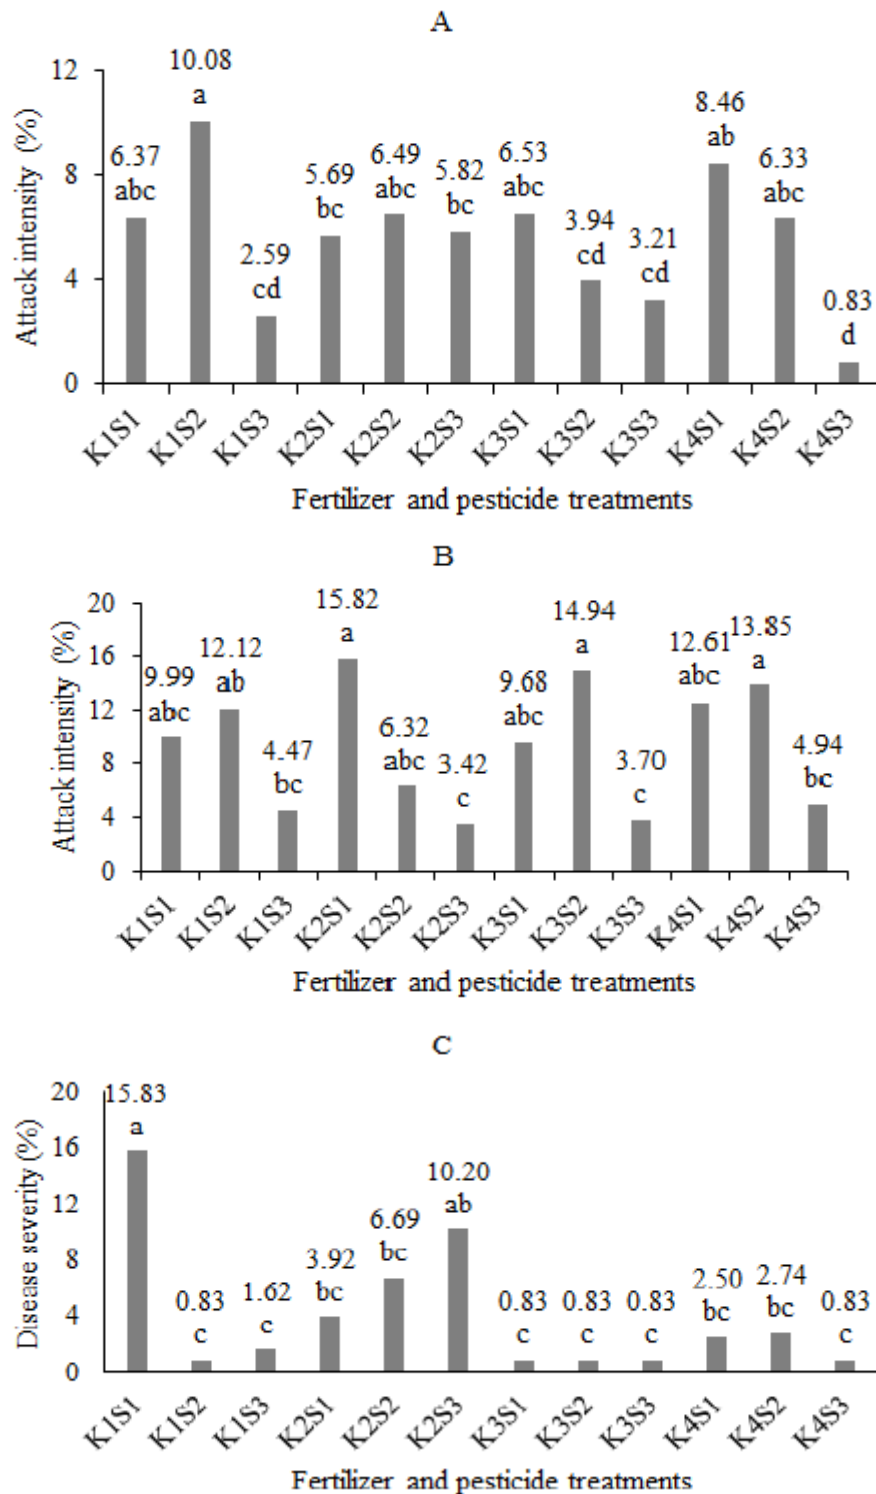 A
Attack intensity (%)
12
8
4
0
6.37
abc
10.08
a
2.59
cd
5.69
bc
6.49
abc
5.82
bc
6.53
abc
3.94
cd
3.21
cd
8.46
ab
6.33
abc
0.83
d
K1S1 K1S2 K1S3 K2S1 K2S2 K2S3 K3S1 K3S2 K3S3 K4S1 K4S2 K4S3
Fertilizer and pesticide treatments
B
Attack intensity (%)
20
16
12
8
4
0
9.99
abc
12.12
ab
4.47
bc
15.82
a
6.32
abc
3.42
c
9.68
abc
14.94
a
3.70
c
12.61
abc
13.85
a
4.94
bc
K1S1 K1S2 K1S3 K2S1 K2S2 K2S3 K3S1 K3S2 K3S3 K4S1 K4S2 K4S3
Fertilizer and pesticide treatments
C
Disease severity (%)
20
16
12
8
4
0
15.83
a
0.83
c
1.62
c
3.92
bc
6.69
bc
10.20
ab
0.83
c
0.83
c
0.83
c
2.50
bc
2.74
bc
0.83
c
K1S1 K1S2 K1S3 K2S1 K2S2 K2S3 K3S1 K3S2 K3S3 K4S1 K4S2 K4S3
Fertilizer and pesticide treatments